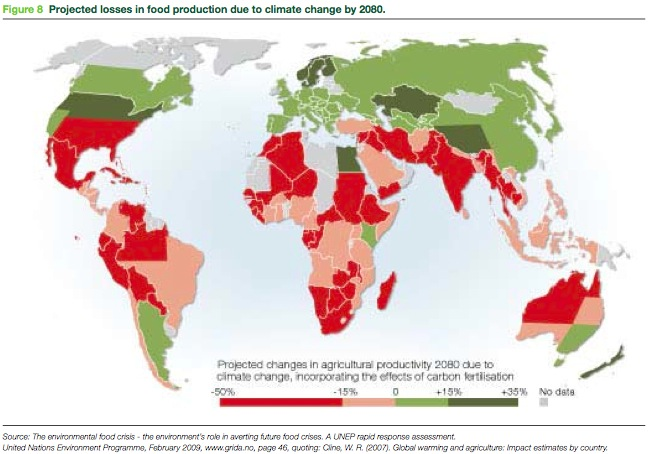 Figure 8 Projected losses in food production due to climate change by 2080.
Projected changes in agricultural productivity 2080 due to
climate change, incorporating the effects of carbon fertilisation
-50% -15% 0 +15% +35% No data
Source: The environmental food crisis - the environment's role in averting future food crises. A UNEP rapid response assessment.
United Nations Environment Programme, February 2009, www.grida.no, page 46, quoting: Cline, W. R. (2007). Global warming and agriculture: Impact estimates by country.